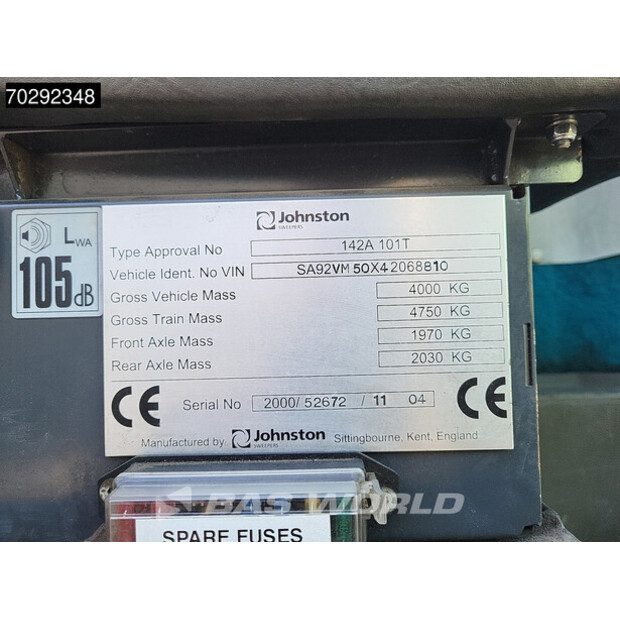 70292348
LWA
105dB
Johnston
SWEEPERS
Type Approval No 142A 101T
Vehicle Ident. No VIN SA92VM50X42068810
Gross Vehicle Mass 4000 KG
Gross Train Mass 4750 KG
Front Axle Mass 1970 KG
Rear Axle Mass 2030 KG
CE Serial No 2000/52672 / 11 04 CE
Manufactured by Johnston Sittingbourne, Kent, England
SWEEPERS
BAS WORLD
SPARE FUSES